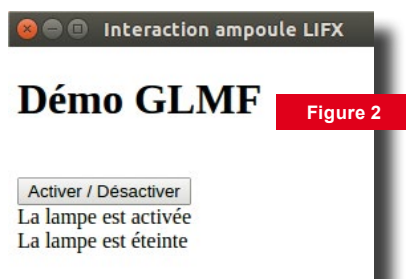 Interaction ampoule LIFX
Démo GLMF
Figure 2
Activer / Désactiver
La lampe est activée
La lampe est éteinte